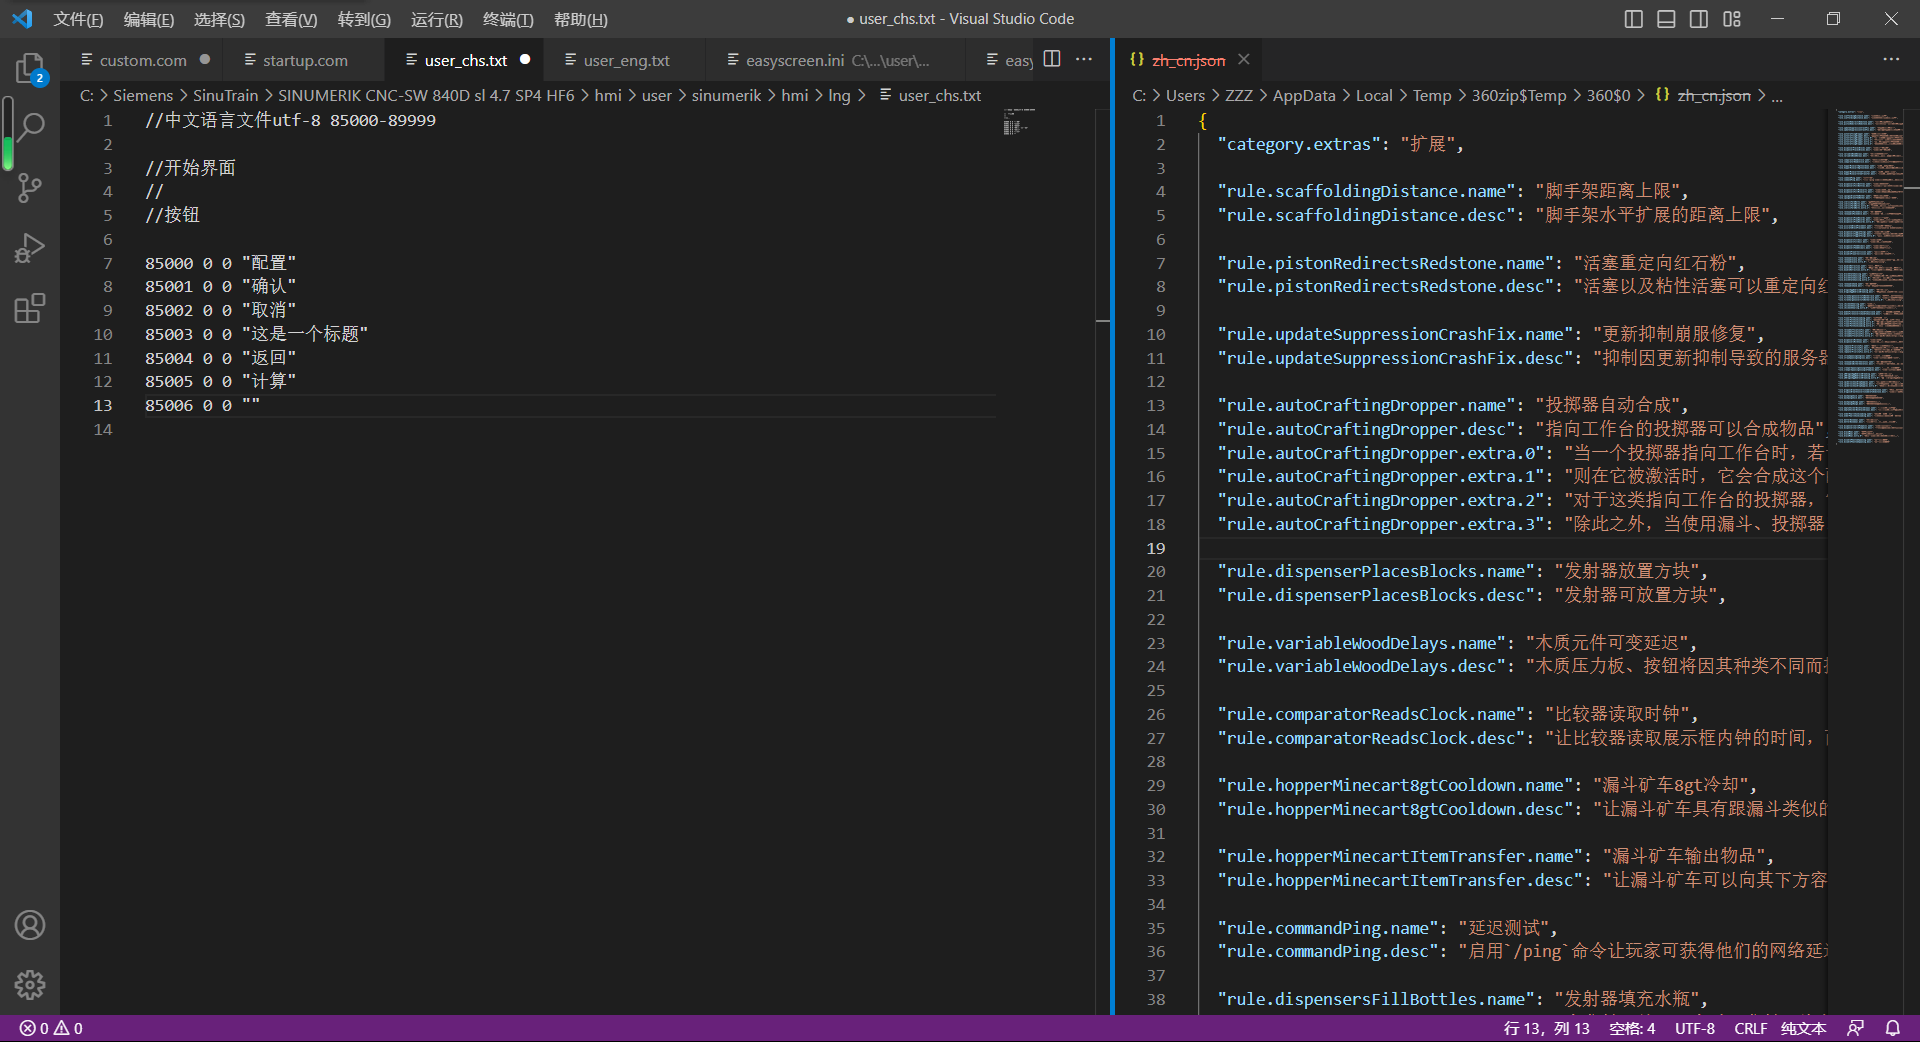 文件(F) 编辑(E) 选择(S) 查看(V) 转到(G) 运行(R) 终端(T) 帮助(H)
● user_chs.txt - Visual Studio Code
custom.com
startup.com
user_chs.txt
user_eng.txt
easyscreen.ini C:\...\user\...
easy
C: > Siemens > SinuTrain > SINUMERIK CNC-SW 840D sl 4.7 SP4 HF6 > hmi > user > sinumerik > hmi > lng > user_chs.txt
1 //中文语言文件utf-8 85000-89999
2
3 //开始界面
4 //
5 //按钮
6
7 85000 0 0 "配置"
8 85001 0 0 "确认"
9 85002 0 0 "取消"
10 85003 0 0 "这是一个标题"
11 85004 0 0 "返回"
12 85005 0 0 "计算"
13 85006 0 0 ""
14
{} zh_cn.json
C: > Users > ZZZ > AppData > Local > Temp > 360zip$Temp > 360$0 > {} zh_cn.json > ...
1 {
2 "category.extras": "扩展",
3
4 "rule.scaffoldingDistance.name": "脚手架距离上限",
5 "rule.scaffoldingDistance.desc": "脚手架水平扩展的距离上限",
6
7 "rule.pistonRedirectsRedstone.name": "活塞重定向红石粉",
8 "rule.pistonRedirectsRedstone.desc": "活塞以及粘性活塞可以重定向红
9
10 "rule.updateSuppressionCrashFix.name": "更新抑制崩服修复",
11 "rule.updateSuppressionCrashFix.desc": "抑制因更新抑制导致的服务器
12
13 "rule.autoCraftingDropper.name": "投掷器自动合成",
14 "rule.autoCraftingDropper.desc": "指向工作台的投掷器可以合成物品",
15 "rule.autoCraftingDropper.extra.0": "当一个投掷器指向工作台时，若
16 "rule.autoCraftingDropper.extra.1": "则在它被激活时，它会合成这个
17 "rule.autoCraftingDropper.extra.2": "对于这类指向工作台的投掷器，
18 "rule.autoCraftingDropper.extra.3": "除此之外，当使用漏斗、投掷器
19
20 "rule.dispenserPlacesBlocks.name": "发射器放置方块",
21 "rule.dispenserPlacesBlocks.desc": "发射器可放置方块",
22
23 "rule.variableWoodDelays.name": "木质元件可变延迟",
24 "rule.variableWoodDelays.desc": "木质压力板、按钮将因其种类不同而
25
26 "rule.comparatorReadsClock.name": "比较器读取时钟",
27 "rule.comparatorReadsClock.desc": "让比较器读取展示框内钟的时间，
28
29 "rule.hopperMinecart8gtCooldown.name": "漏斗矿车8gt冷却",
30 "rule.hopperMinecart8gtCooldown.desc": "让漏斗矿车具有跟漏斗类似的
31
32 "rule.hopperMinecartItemTransfer.name": "漏斗矿车输出物品",
33 "rule.hopperMinecartItemTransfer.desc": "让漏斗矿车可以向其下方容
34
35 "rule.commandPing.name": "延迟测试",
36 "rule.commandPing.desc": "启用`/ping`命令让玩家可获得他们的网络延迟
37
38 "rule.dispensersFillBottles.name": "发射器填充水瓶",
2
0 0
行 13，列 13 空格: 4 UTF-8 CRLF 纯文本